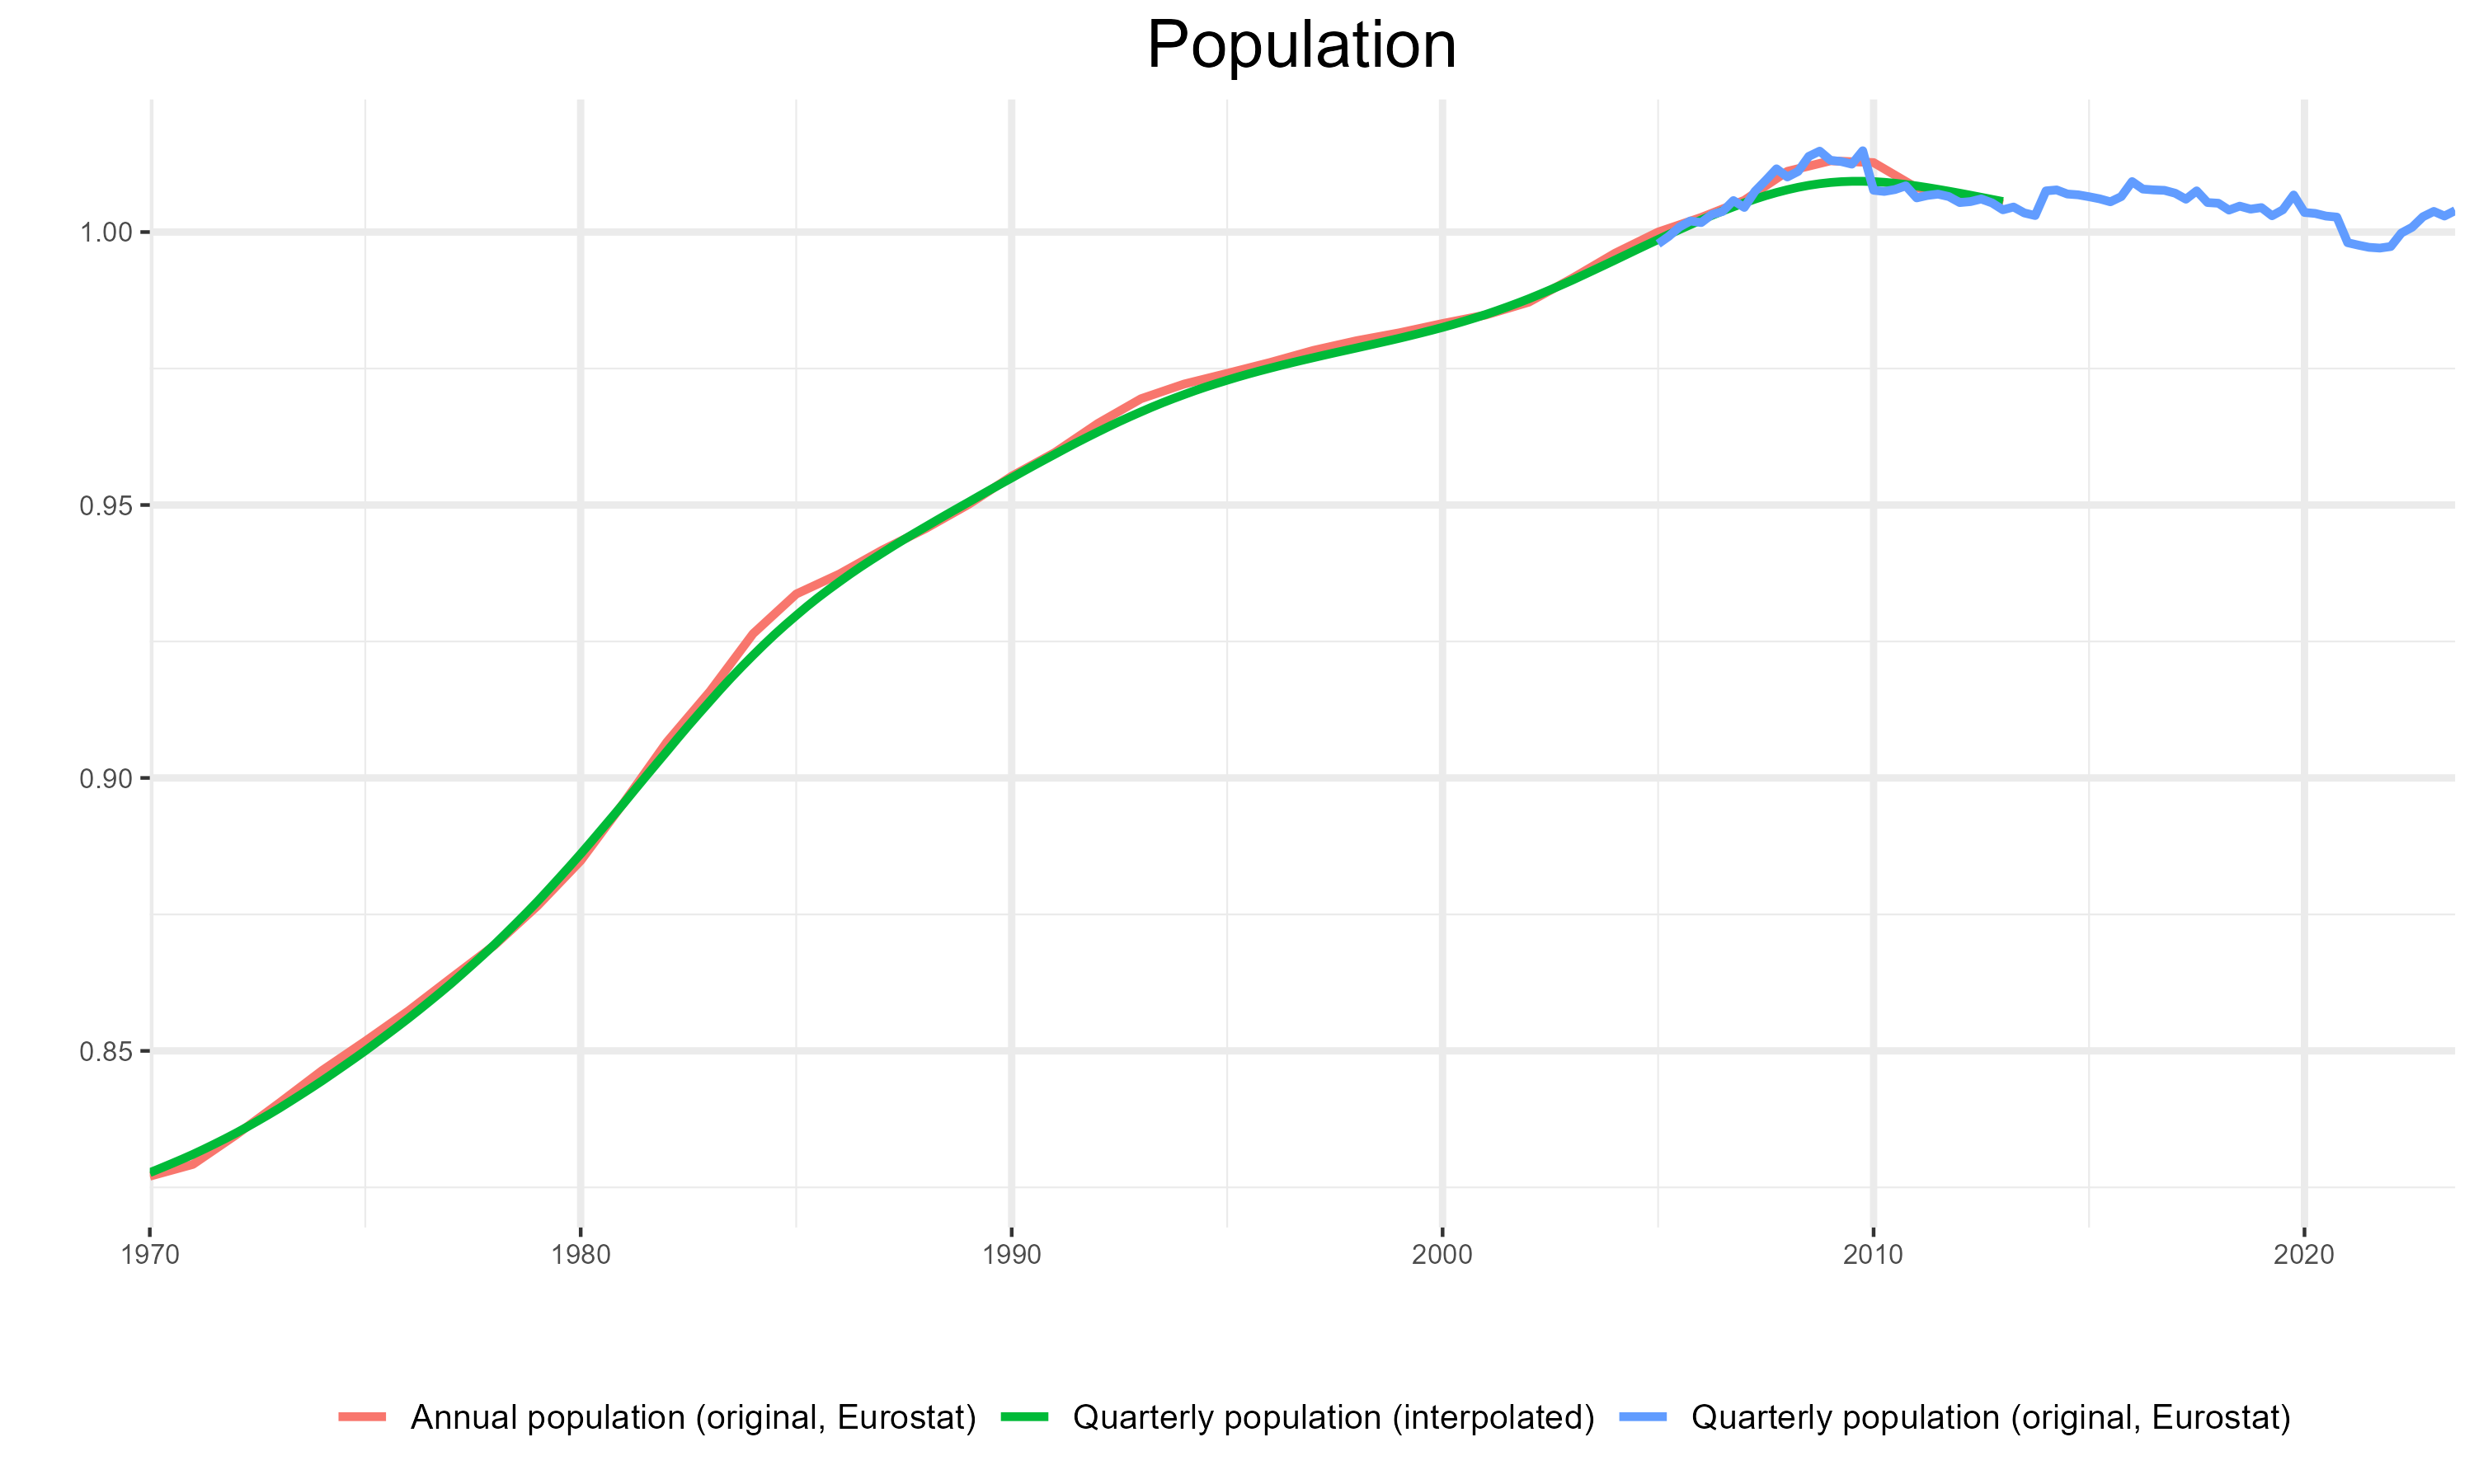 Population
1.00
0.95
0.90
0.85
1970 1980 1990 2000 2010 2020
Annual population (original, Eurostat) Quarterly population (interpolated) Quarterly population (original, Eurostat)